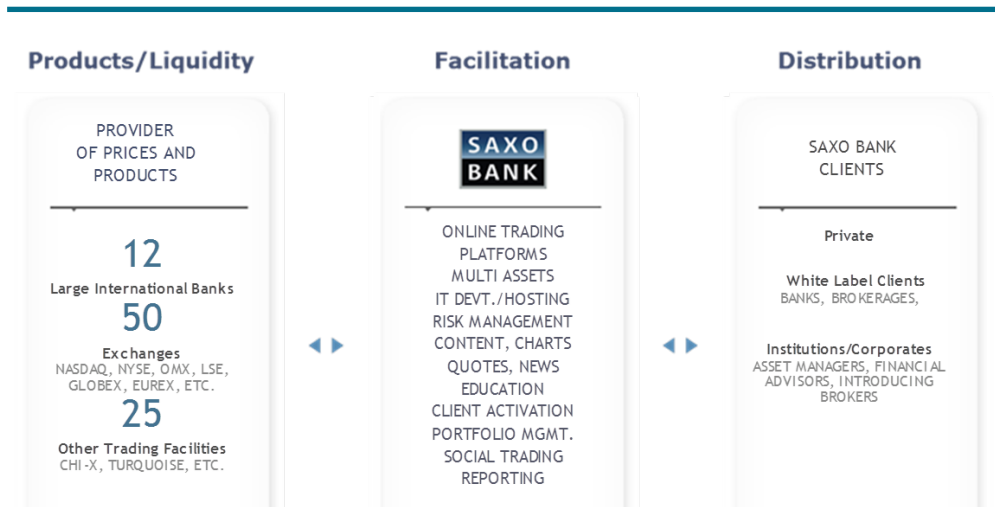 Products/Liquidity
PROVIDER
OF PRICES AND
PRODUCTS
12
Large International Banks
50
Exchanges
NASDAQ, NYSE, OMX, LSE,
GLOBEX, EUREX, ETC.
25
Other Trading Facilities
CHI-X, TURQUOISE, ETC.
Facilitation
SAXO
BANK
ONLINE TRADING
PLATFORMS
MULTI ASSETS
IT DEVT./HOSTING
RISK MANAGEMENT
CONTENT, CHARTS
QUOTES, NEWS
EDUCATION
CLIENT ACTIVATION
PORTFOLIO MGMT.
SOCIAL TRADING
REPORTING
Distribution
SAXO BANK
CLIENTS
Private
White Label Clients
BANKS, BROKERAGES,
Institutions/Corporates
ASSET MANAGERS, FINANCIAL
ADVISORS, INTRODUCING
BROKERS